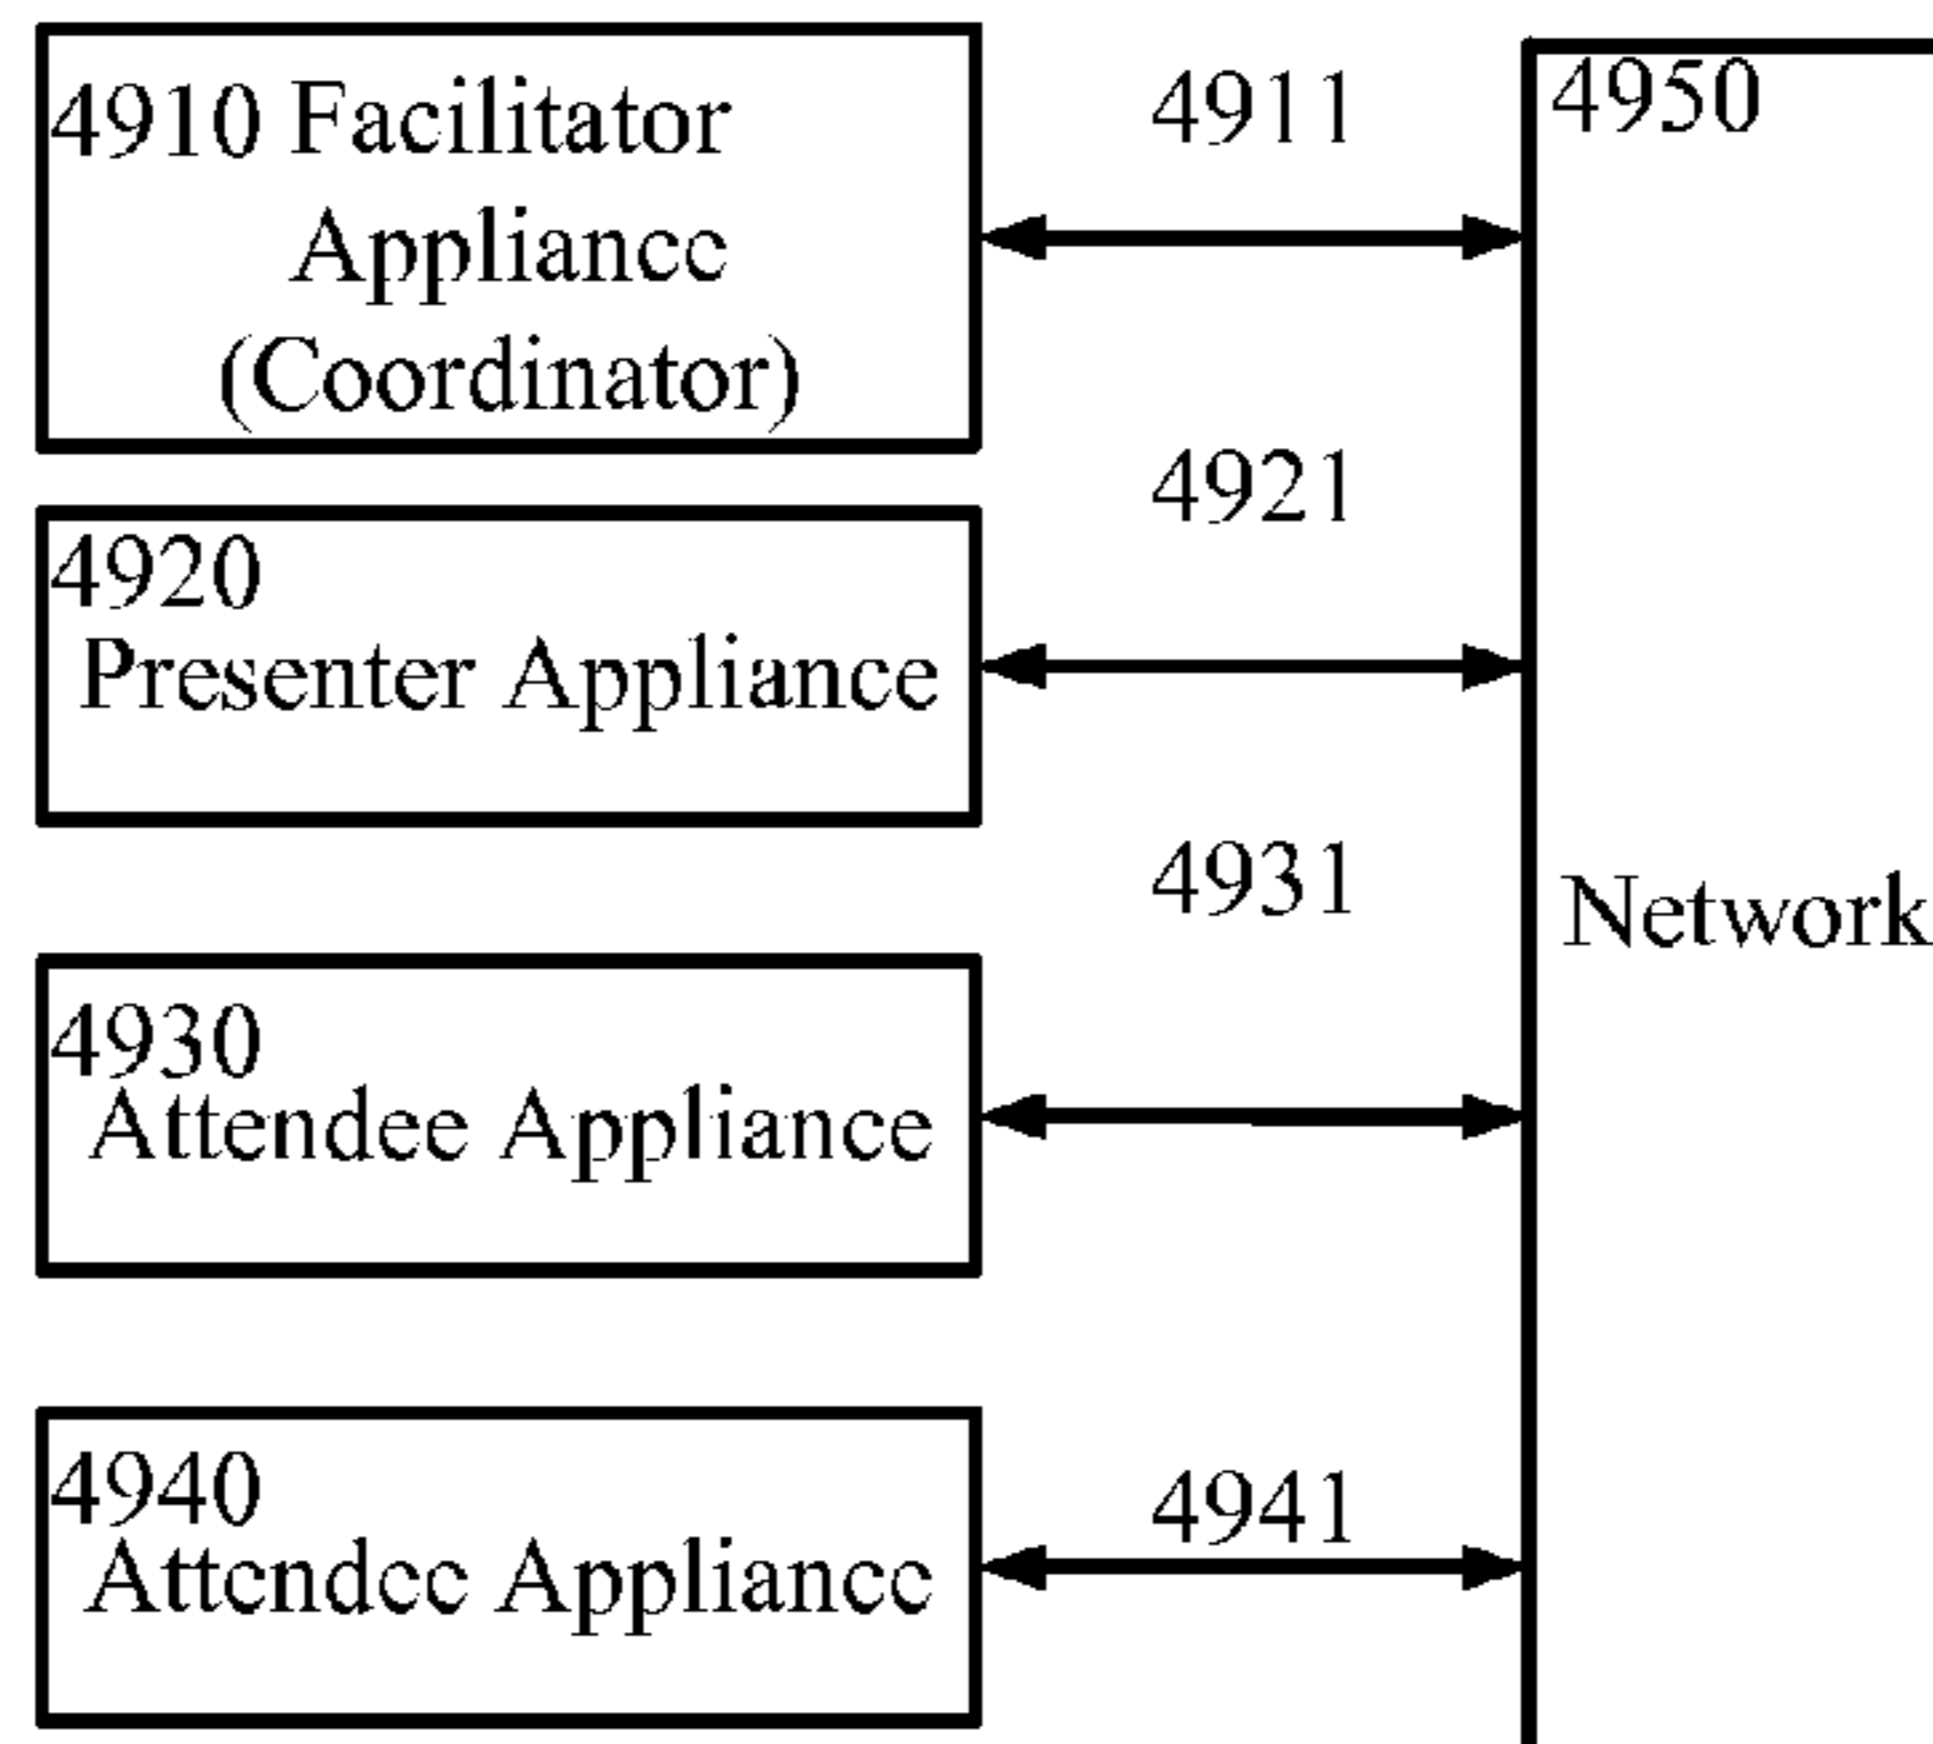 4910 Facilitator
Appliance
(Coordinator)
4911
4950
4921
4920
Presenter Appliance
4931
Network
4930
Attendee Appliance
4940
Attendee Appliance
4941